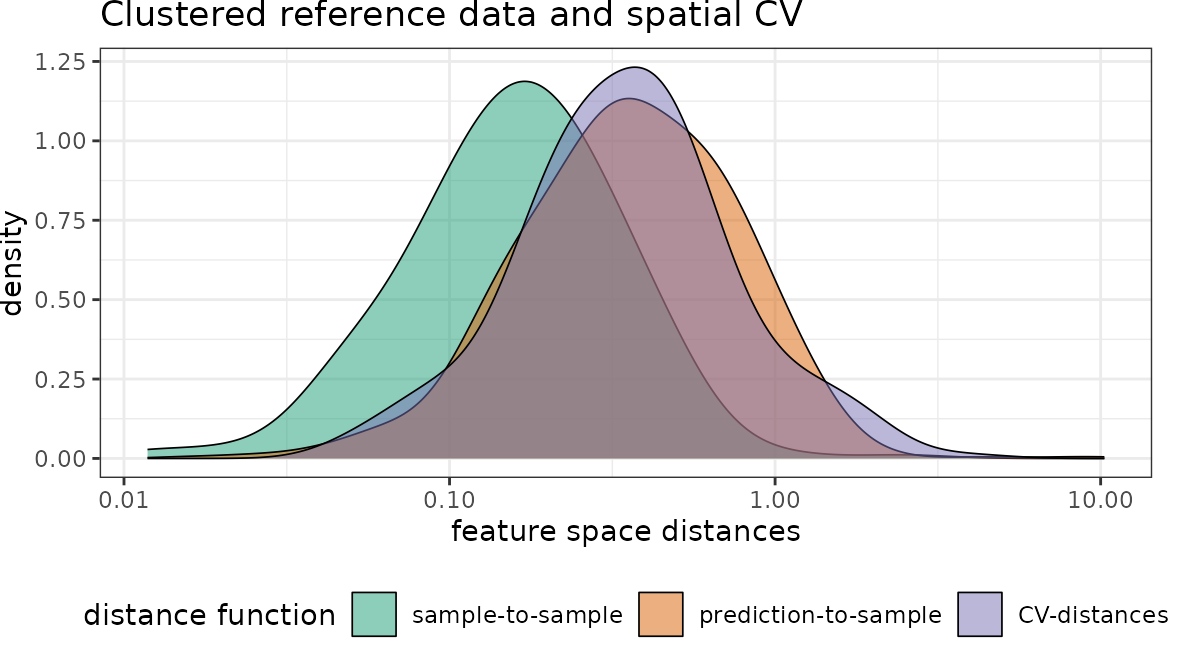 Clustered reference data and spatial CV
1.25
1.00
0.75
0.50
0.25
0.00
density
0.01 0.10 1.00 10.00
feature space distances
distance function sample-to-sample prediction-to-sample CV-distances